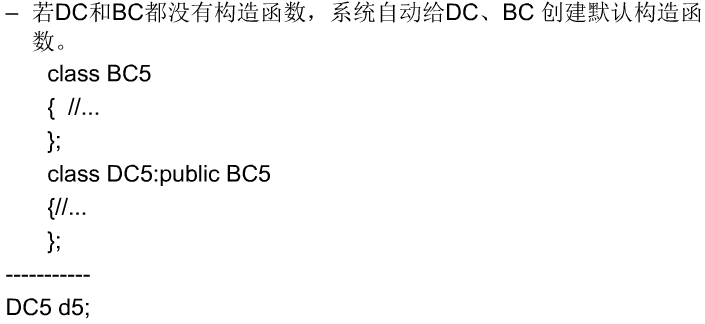 – 若DC和BC都没有构造函数，系统自动给DC、BC 创建默认构造函
数。
class BC5
{  //...
};
class DC5:public BC5
{//...
};
-----------
DC5 d5;